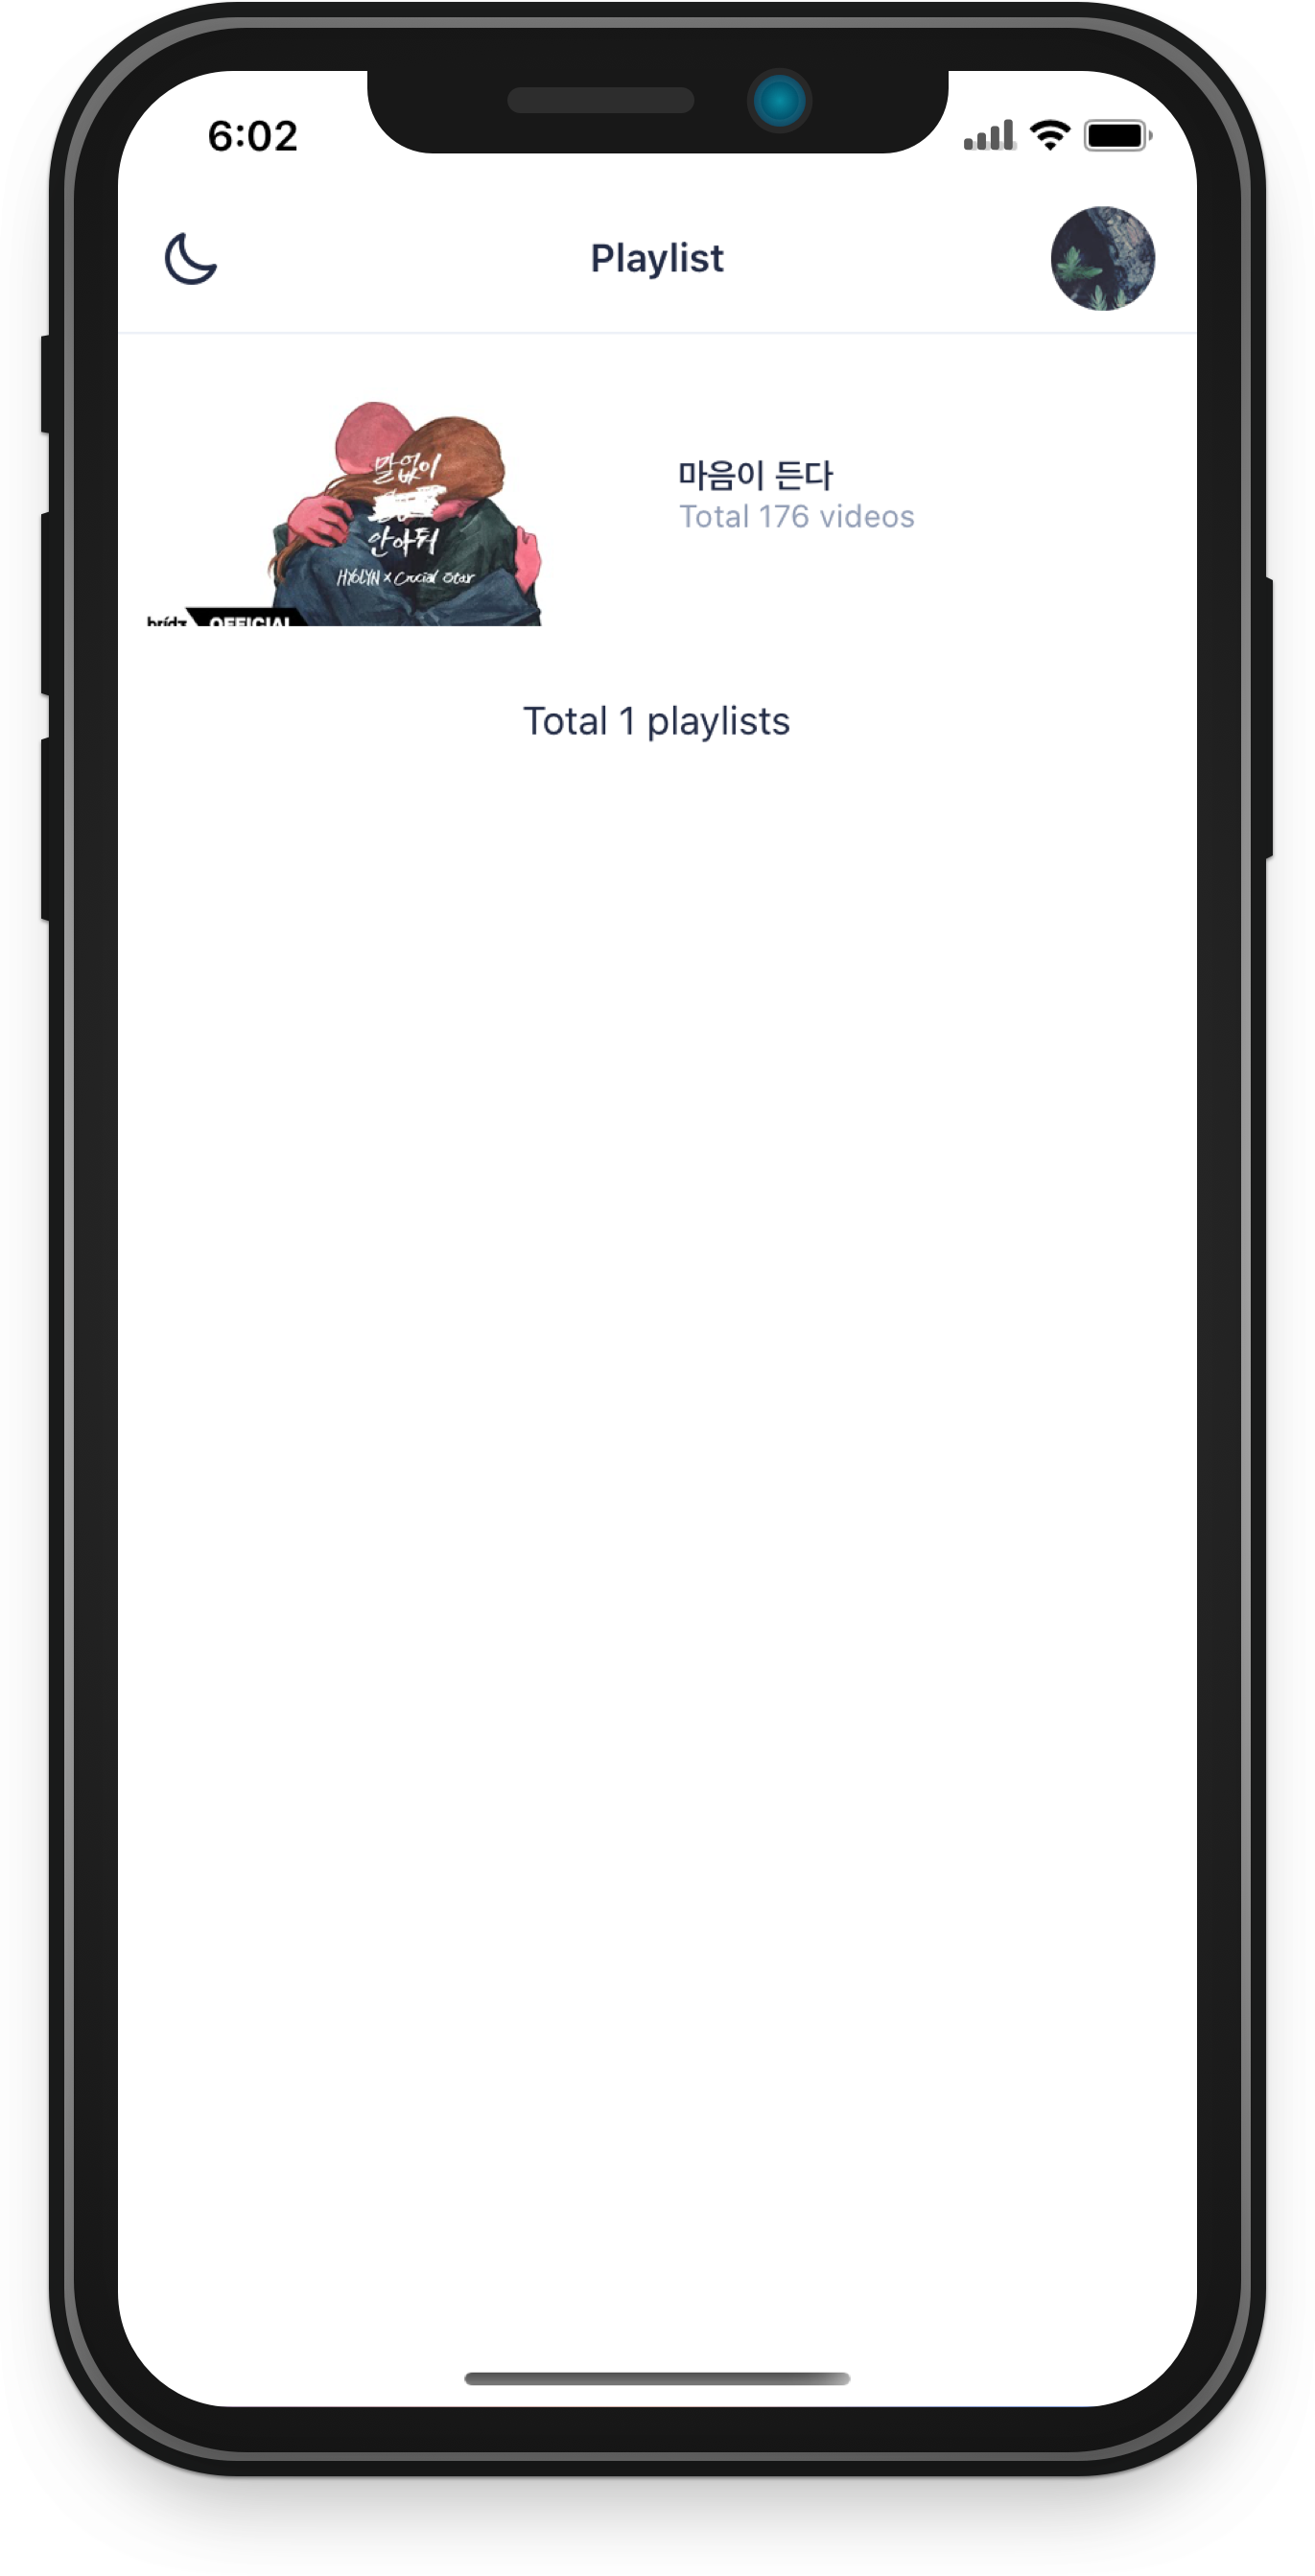 6:02
Playlist
말없이
안아줘
HYOLYN x Crucial Star
마음이 든다
Total 176 videos
bridz OFFICIAL
Total 1 playlists